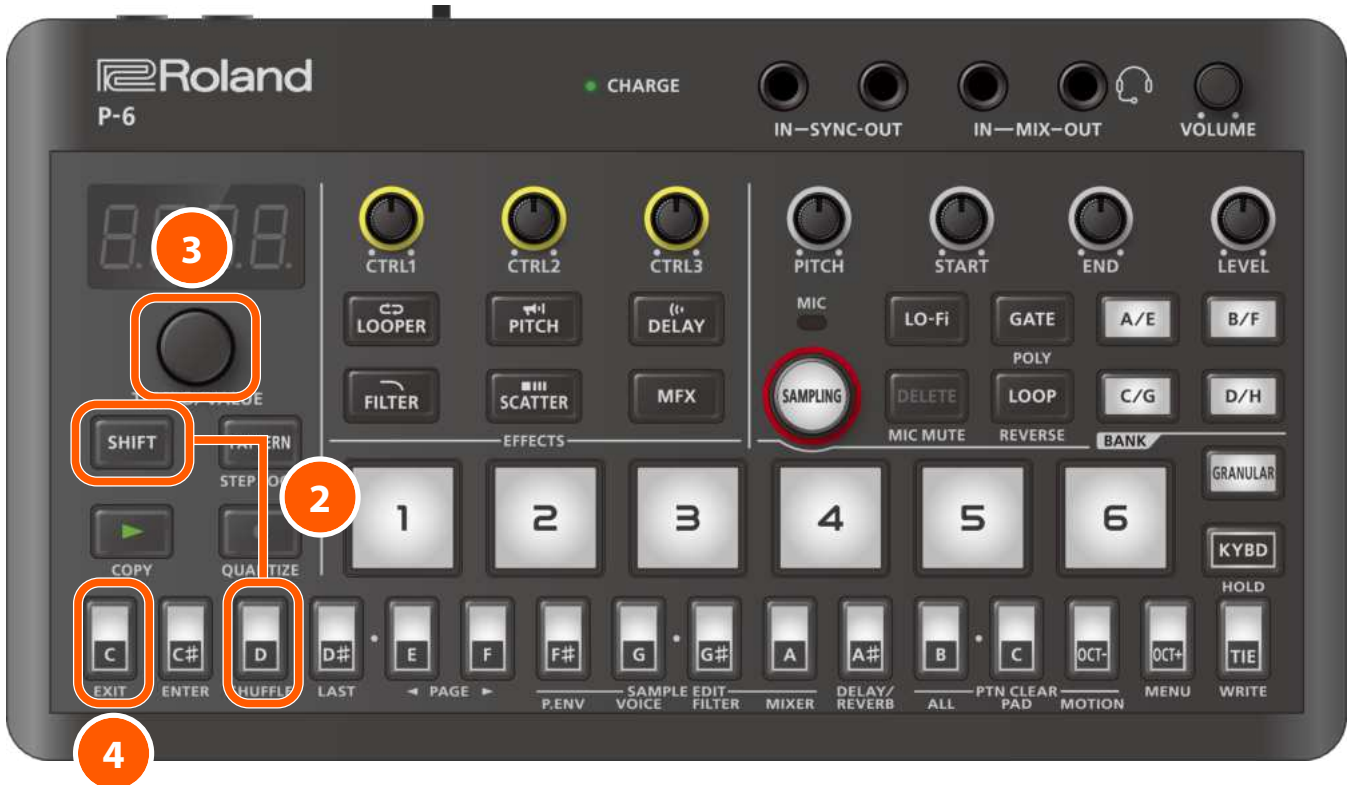 Roland
P-6
CHARGE
IN–SYNC-OUT
IN–MIX–OUT
VOLUME
3
CTRL1
CTRL2
CTRL3
PITCH
START
END
LEVEL
LOOPER
PITCH
DELAY
MIC
LO-Fi
GATE
A/E
B/F
POLY
VALUE
FILTER
SCATTER
MFX
SAMPLING
DELETE
LOOP
C/G
D/H
SHIFT
EFFECTS
MIC MUTE
REVERSE
BANK
2
1
2
3
4
5
6
GRANULAR
COPY
QUANTIZE
KYBD
HOLD
C
C#
D
D#
E
F
F#
G
G#
A
A#
B
C
OCT-
OCT+
TIE
EXIT
ENTER
SHUFFLE
LAST
◄ PAGE ►
SAMPLE EDIT
P.ENV
VOICE
FILTER
MIXER
DELAY/
REVERB
PTN CLEAR
ALL
PAD
MOTION
MENU
WRITE
4